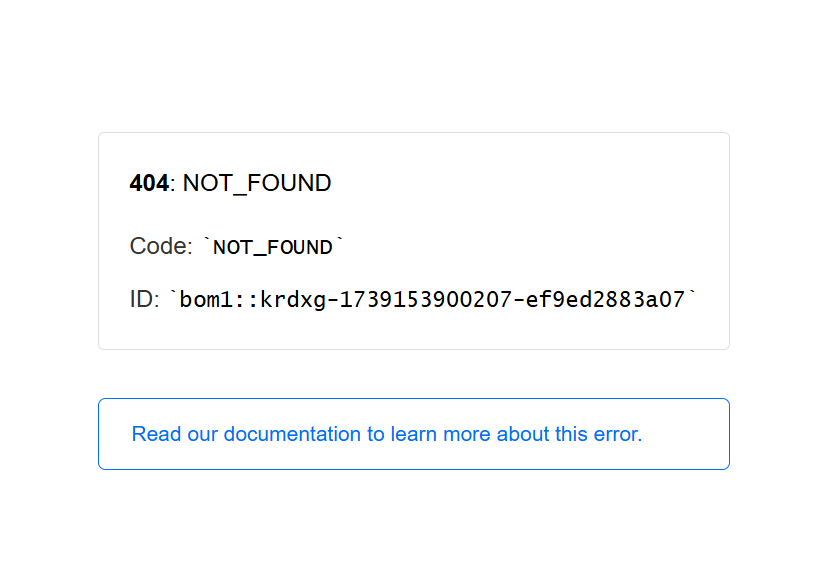 404: NOT_FOUND
Code: `NOT_FOUND`
ID: `bom1::krdxg-1739153900207-ef9ed2883a07`
Read our documentation to learn more about this error.